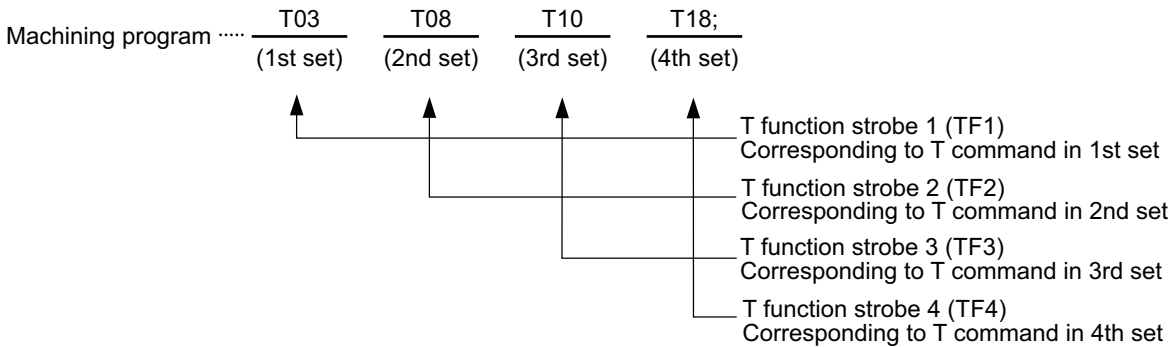 Machining program ····· T03 T08 T10 T18;
(1st set) (2nd set) (3rd set) (4th set)
T function strobe 1 (TF1)
Corresponding to T command in 1st set
T function strobe 2 (TF2)
Corresponding to T command in 2nd set
T function strobe 3 (TF3)
Corresponding to T command in 3rd set
T function strobe 4 (TF4)
Corresponding to T command in 4th set